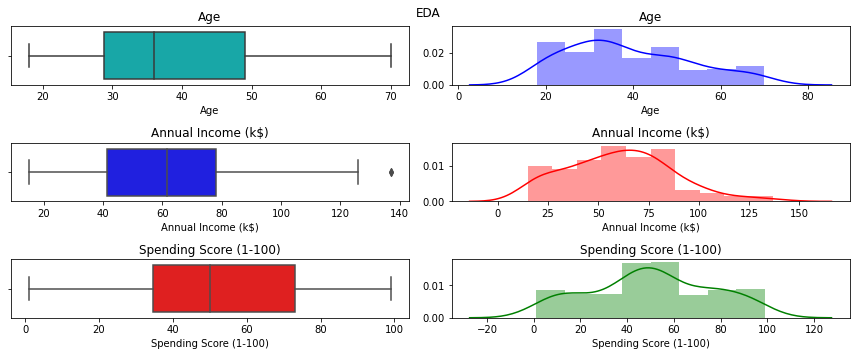 EDA
Age
20 30 40 50 60 70
Age
Age
0.02
0.00
0 20 40 60 80
Age
Annual Income (k$)
20 40 60 80 100 120 140
Annual Income (k$)
Annual Income (k$)
0.01
0.00
0 25 50 75 100 125 150
Annual Income (k$)
Spending Score (1-100)
0 20 40 60 80 100
Spending Score (1-100)
Spending Score (1-100)
0.01
0.00
−20 0 20 40 60 80 100 120
Spending Score (1-100)